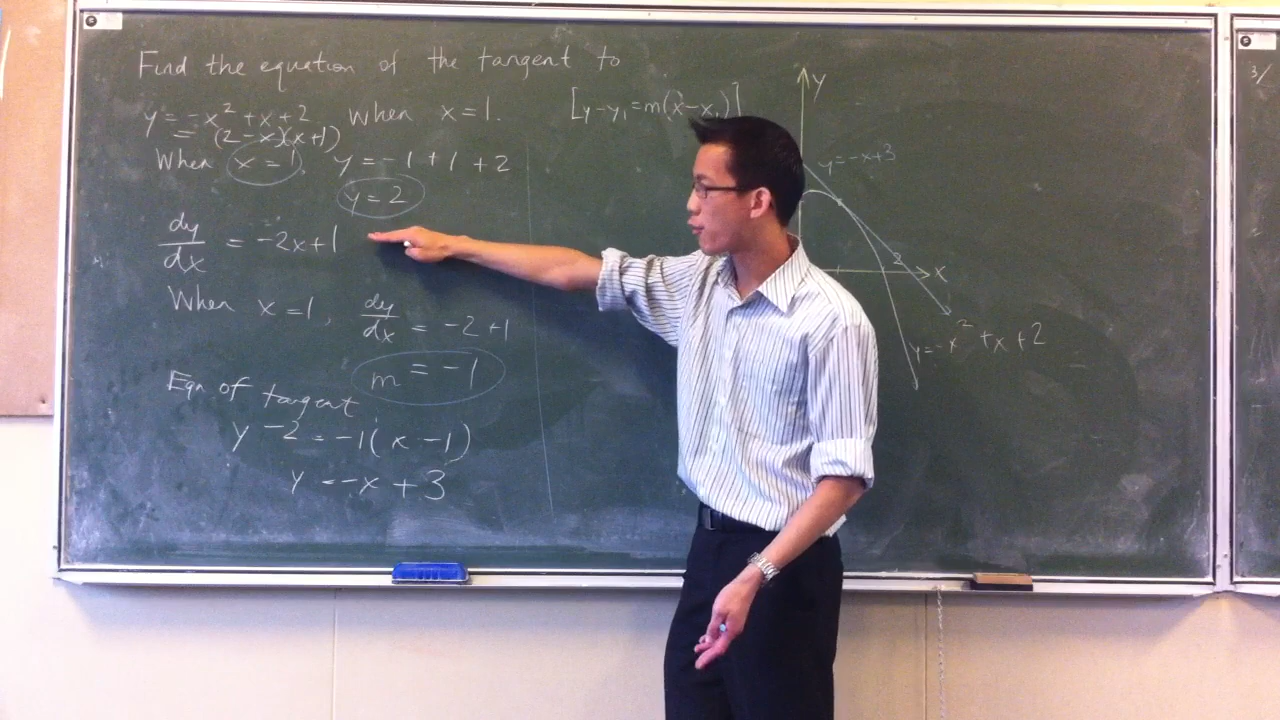 Find the equation of the tangent to
y = -x² + x + 2 when x = 1.
= (2 - x)(x + 1)
When x = 1, y = -1 + 1 + 2
y = 2
dy/dx = -2x + 1
When x = 1, dy/dx = -2 + 1
m = -1
Eqn of tangent
y - 2 = -1(x - 1)
y = -x + 3
[y - y₁ = m(x - x₁)]
y
y = -x + 3
2
x
y = -x² + x + 2
3/